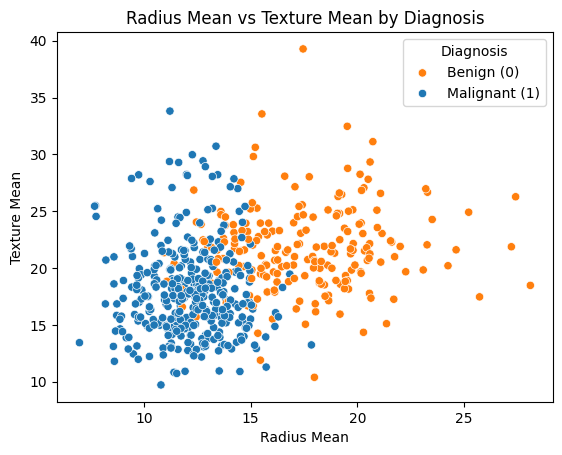 Radius Mean vs Texture Mean by Diagnosis
40
35
30
25
20
15
10
Texture Mean
Diagnosis
Benign (0)
Malignant (1)
10 15 20 25
Radius Mean